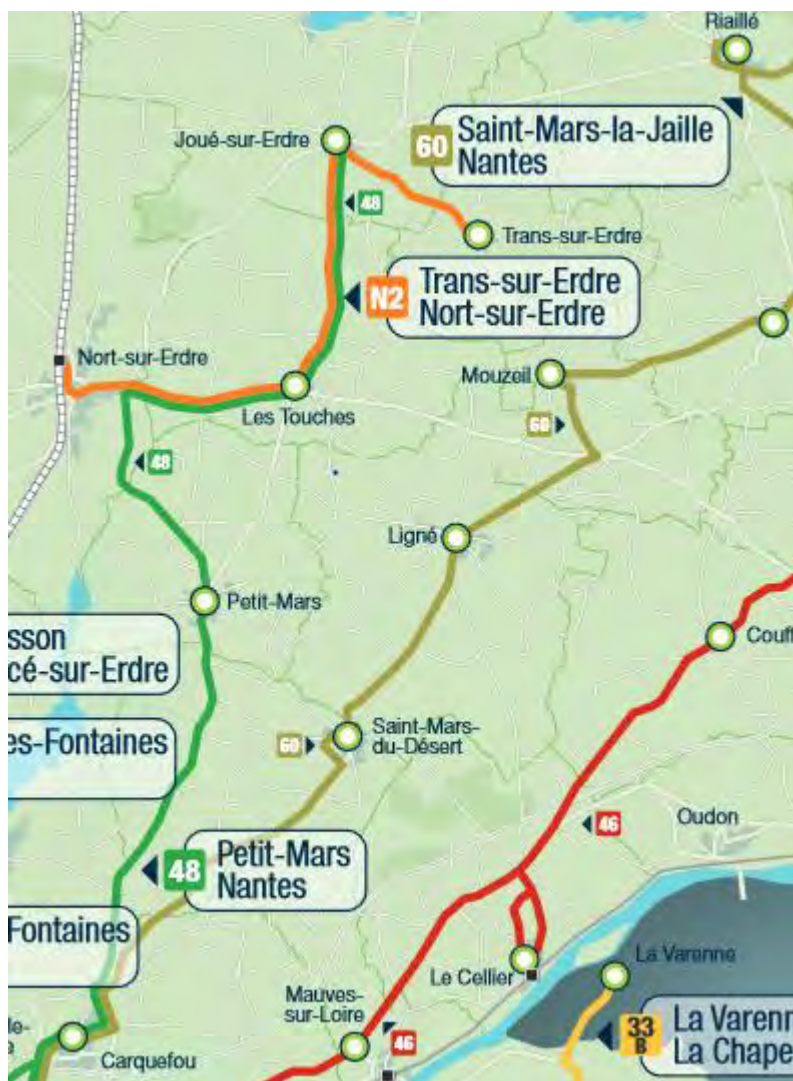 Riaillé
Joué-sur-Erdre
60
Saint-Mars-la-Jaille
Nantes
48
Trans-sur-Erdre
N2
Trans-sur-Erdre
Nort-sur-Erdre
Nort-sur-Erdre
Mouzeil
Les Touches
60
48
Ligné
Petit-Mars
sson
cé-sur-Erdre
Couff
Saint-Mars-
du-Désert
60
es-Fontaines
46
Oudon
48
Petit-Mars
Nantes
Fontaines
La Varenne
Le Cellier
Mauves-
sur-Loire
46
33
B
La Varenn
La Chape
le-
Carquefou